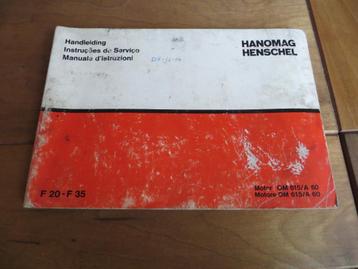 Handleiding
Instruções de Serviço
Manuale d'istruzioni
HANOMAG
HENSCHEL
F 20 - F 35
Motor OM 615/A 60
Motore OM 615/A 60